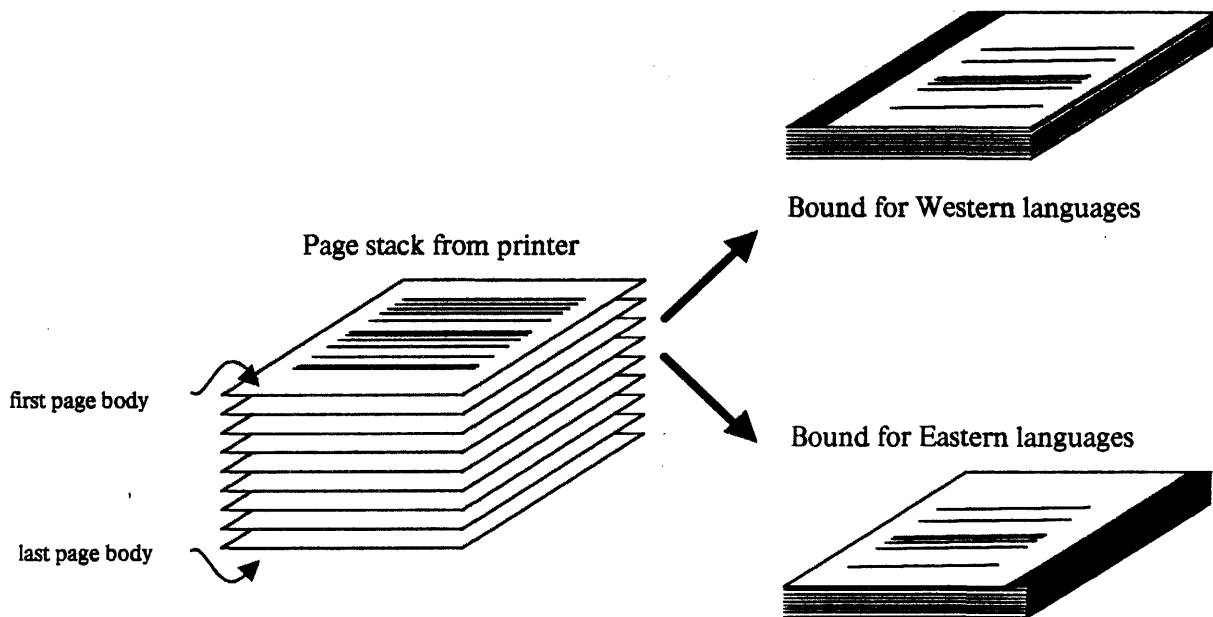 Bound for Western languages
Page stack from printer
first page body
Bound for Eastern languages
last page body